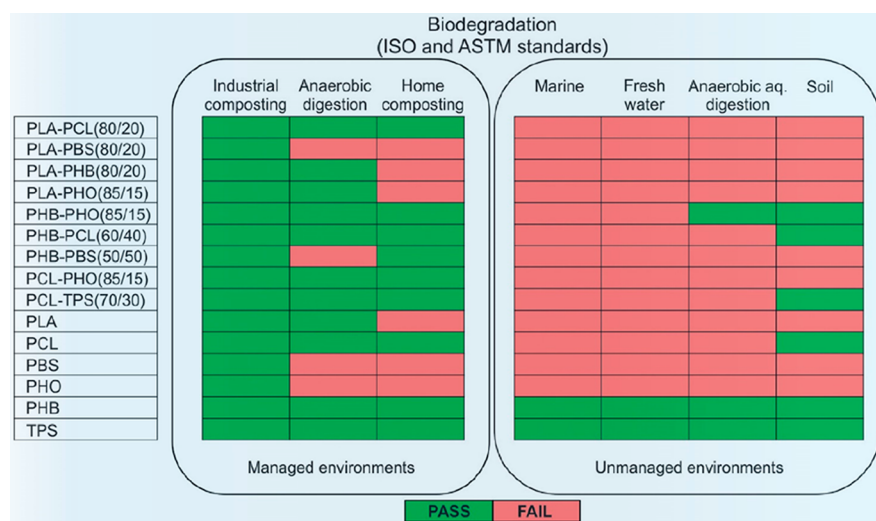 Biodegradation
(ISO and ASTM standards)
Industrial composting
Anaerobic digestion
Home composting
Marine
Fresh water
Anaerobic aq. digestion
Soil
PLA-PCL(80/20)
PLA-PBS(80/20)
PLA-PHB(80/20)
PLA-PHO(85/15)
PHB-PHO(85/15)
PHB-PCL(60/40)
PHB-PBS(50/50)
PCL-PHO(85/15)
PCL-TPS(70/30)
PLA
PCL
PBS
PHO
PHB
TPS
Managed environments
Unmanaged environments
PASS
FAIL